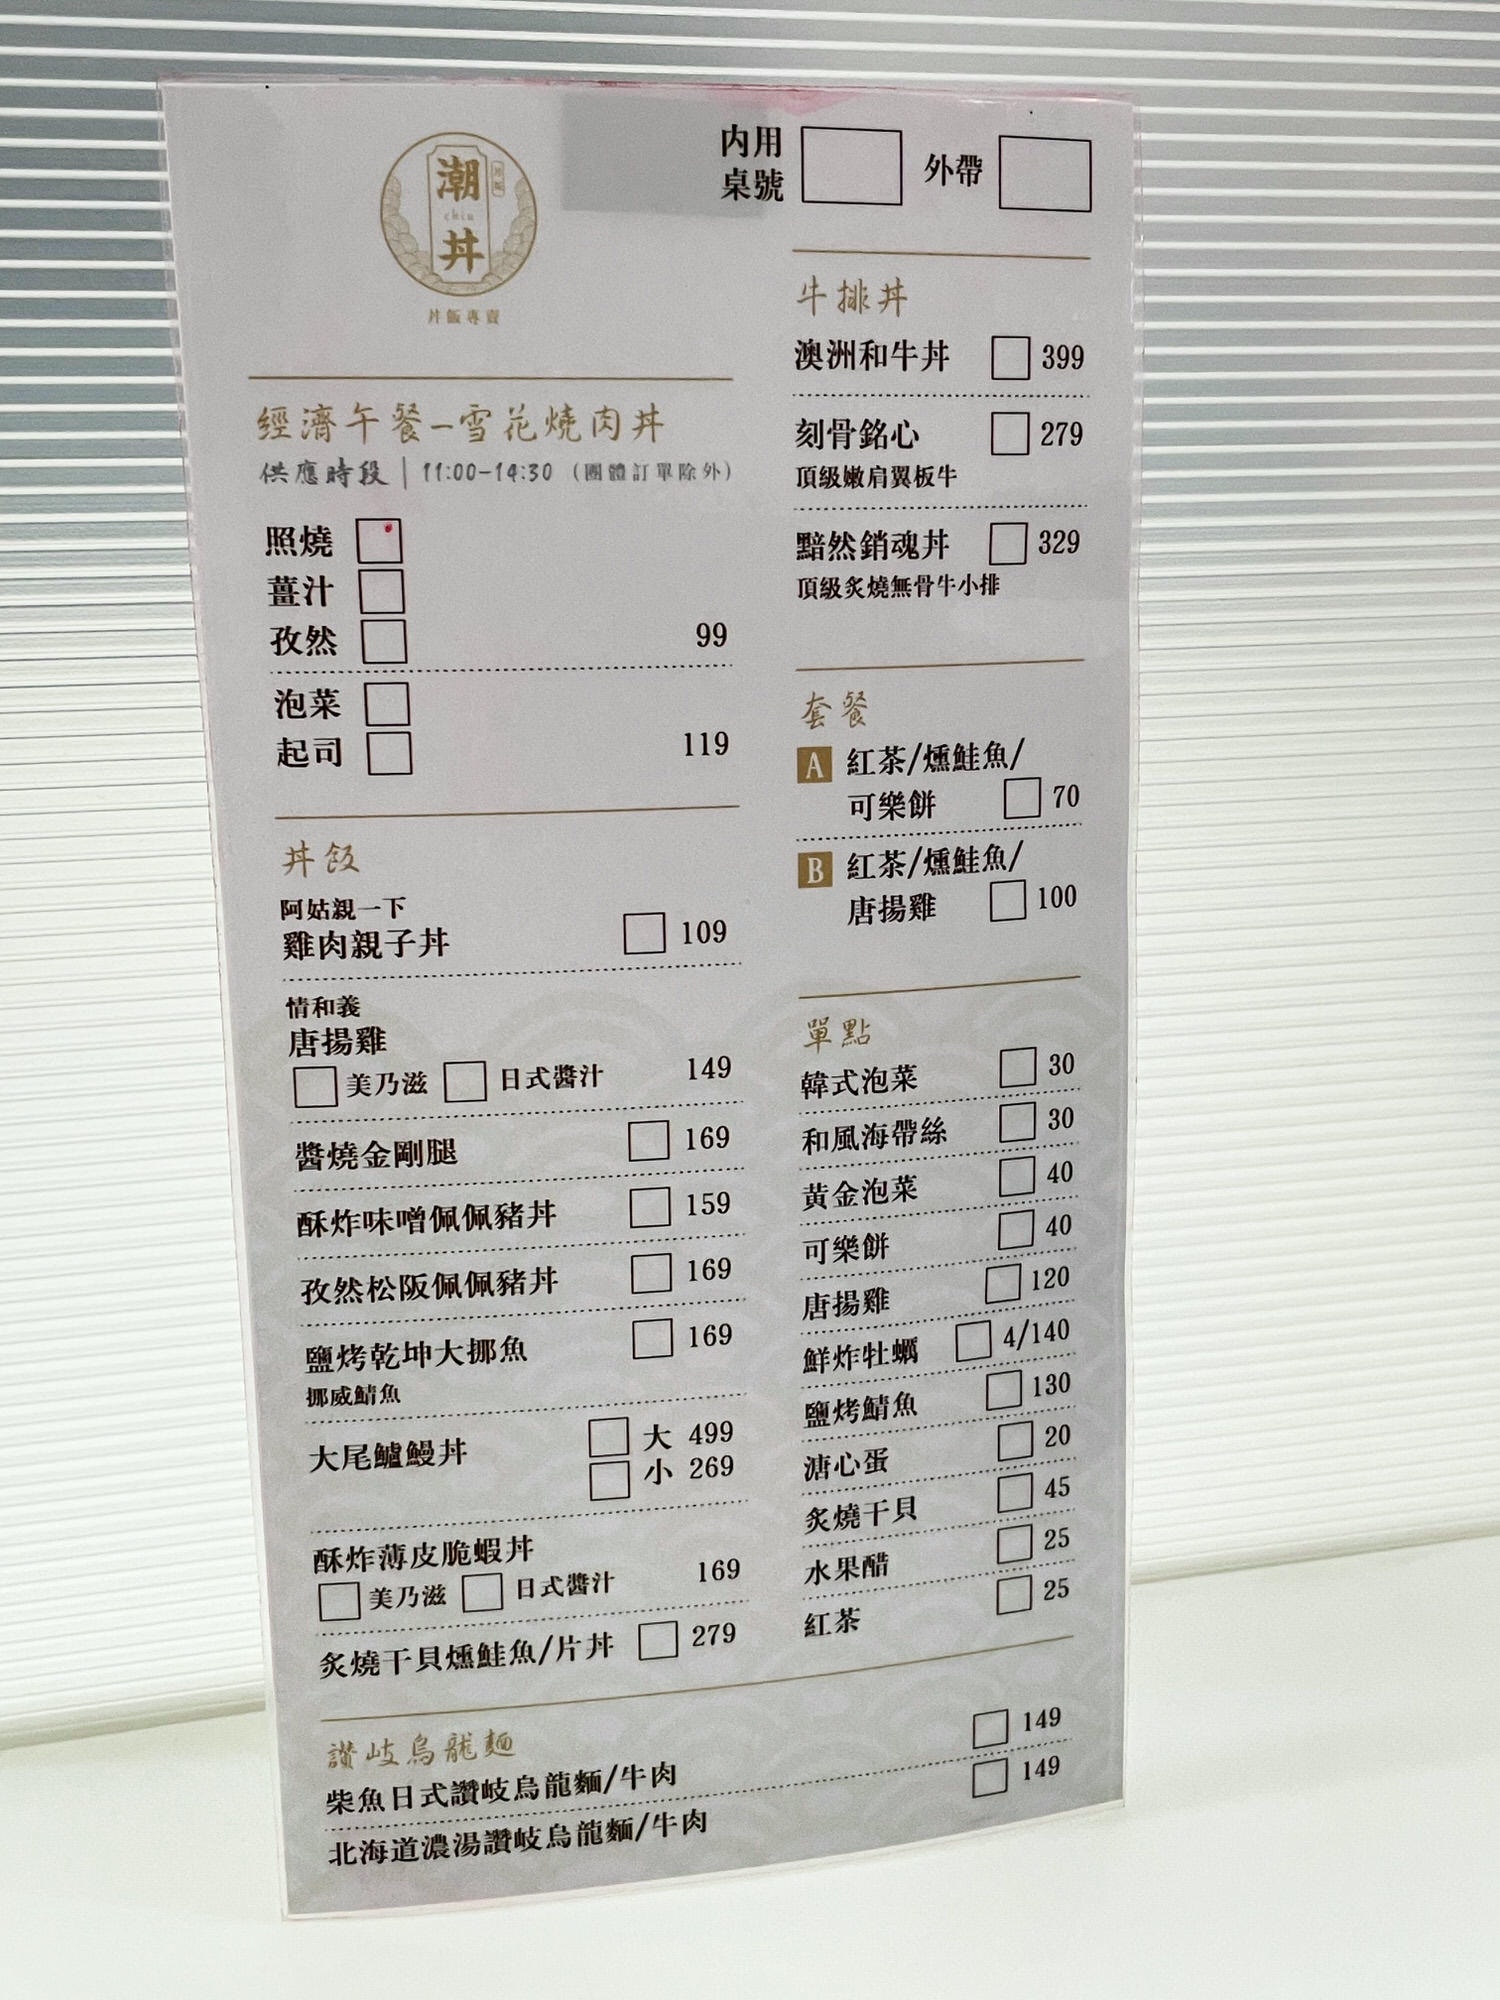 潮
chiu
丼
丼飯專賣
內用
桌號
外帶
經濟午餐-雪花燒肉丼
供應時段 | 11:00-14:30 (團體訂單除外)
照燒
薑汁
孜然 99
泡菜
起司 119
丼飯
阿姑親一下
雞肉親子丼 109
情和義
唐揚雞
美乃滋 日式醬汁 149
醬燒金剛腿 169
酥炸味噌佩佩豬丼 159
孜然松阪佩佩豬丼 169
鹽烤乾坤大挪魚 169
挪威鯖魚
大尾鱸鰻丼 大 499
小 269
酥炸薄皮脆蝦丼
美乃滋 日式醬汁 169
炙燒干貝燻鮭魚/片丼 279
牛排丼
澳洲和牛丼 399
刻骨銘心 279
頂級嫩肩翼板牛
黯然銷魂丼 329
頂級炙燒無骨牛小排
套餐
A 紅茶/燻鮭魚/
可樂餅 70
B 紅茶/燻鮭魚/
唐揚雞 100
單點
韓式泡菜 30
和風海帶絲 30
黃金泡菜 40
可樂餅 40
唐揚雞 120
鮮炸牡蠣 4/140
鹽烤鯖魚 130
溏心蛋 20
炙燒干貝 45
水果醋 25
紅茶 25
讚岐烏龍麵
柴魚日式讚岐烏龍麵/牛肉 149
北海道濃湯讚岐烏龍麵/牛肉 149